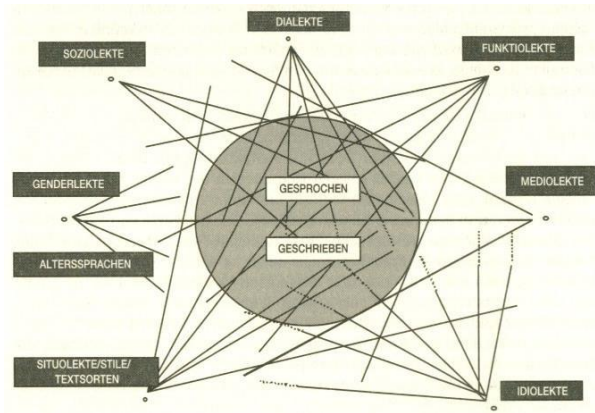 DIALEKTE
SOZIOLEKTE
FUNKTIOLEKTE
GENDERLEKTE
GESPROCHEN
MEDIOLEKTE
GESCHRIEBEN
ALTERSSPRACHEN
SITUOLEKTE/STILE/
TEXTSORTEN
IDIOLEKTE